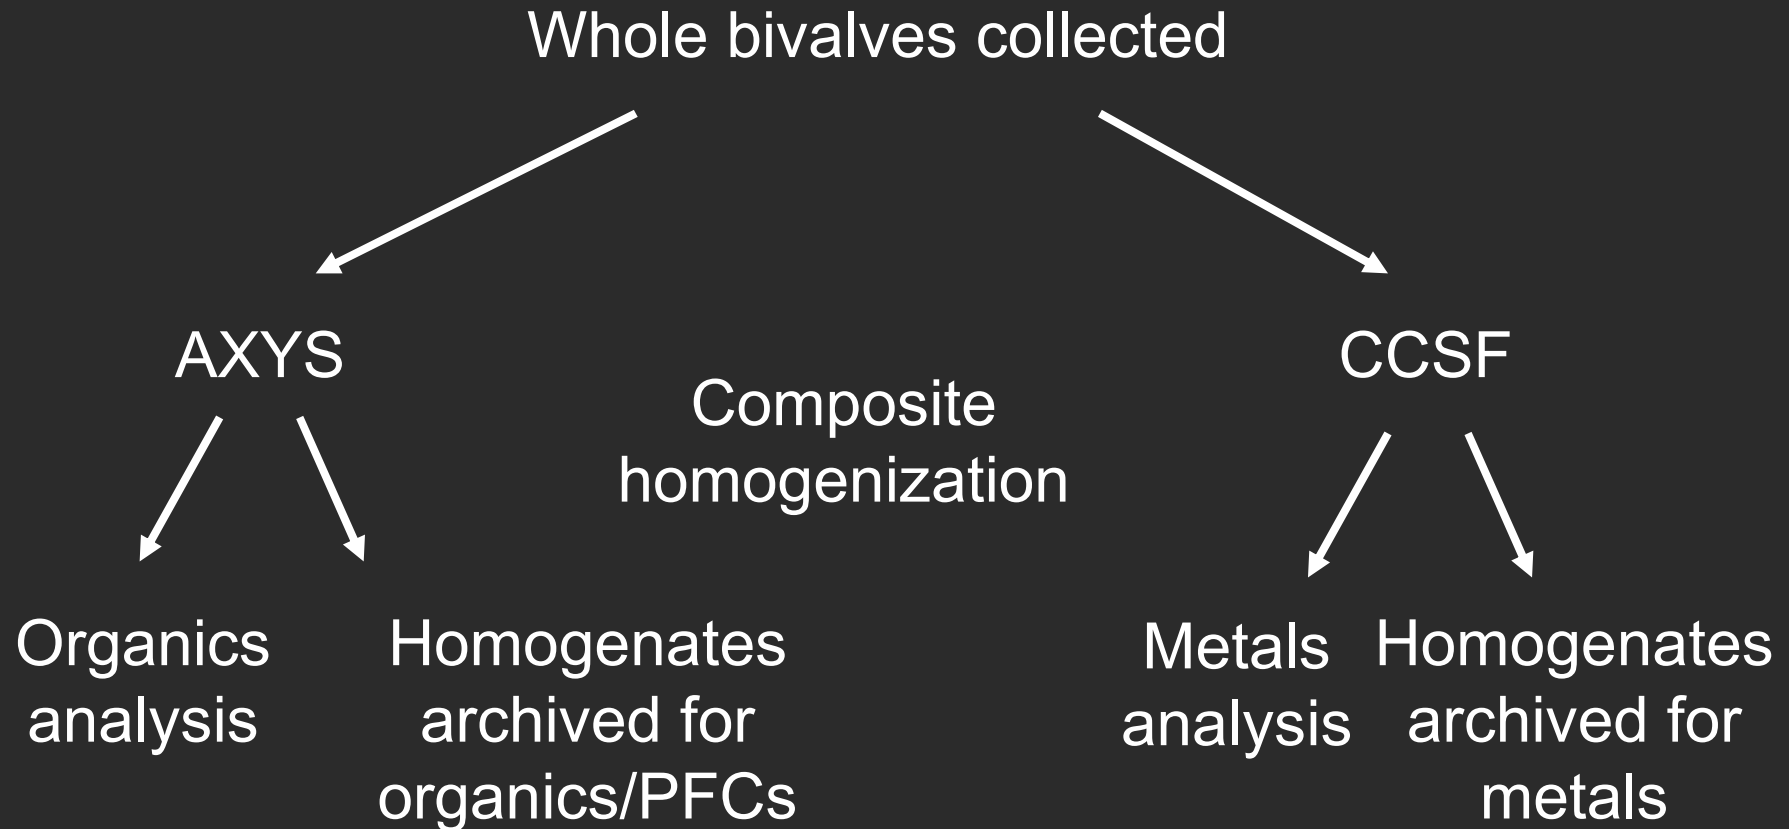 Whole bivalves collected
AXYS
CCSF
Composite
homogenization
Organics
analysis
Homogenates
archived for
organics/PFCs
Metals
analysis
Homogenates
archived for
metals